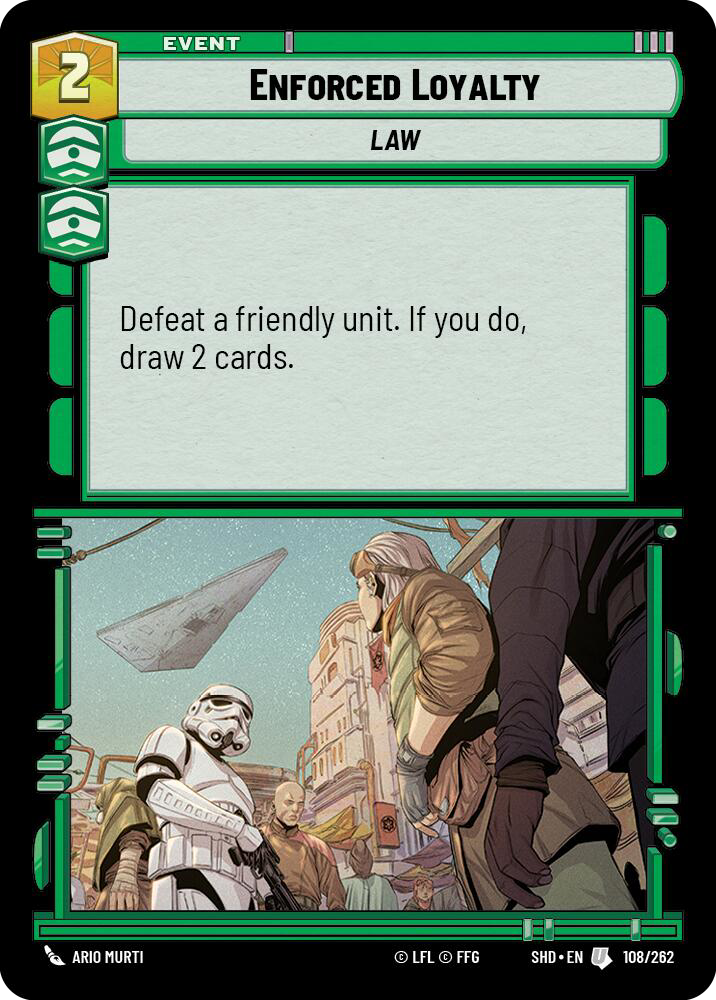 EVENT
2
ENFORCED LOYALTY
LAW
Defeat a friendly unit. If you do,
draw 2 cards.
ARIO MURTI
© LFL © FFG
SHD • EN
U
108/262